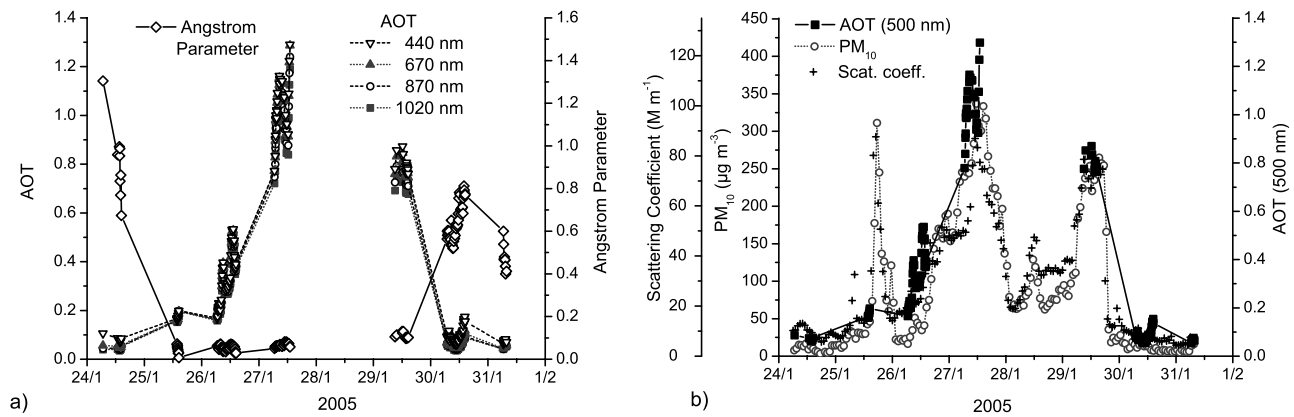 Angstrom
Parameter
AOT
440 nm
670 nm
870 nm
1020 nm
AOT
1.4
1.2
1.0
0.8
0.6
0.4
0.2
0.0
1.6
1.4
1.2
1.0
0.8
0.6
0.4
0.2
0.0
Angstrom Parameter
24/1 25/1 26/1 27/1 28/1 29/1 30/1 31/1 1/2
2005
a)
AOT (500 nm)
PM10
Scat. coeff.
Scattering Coefficient (M m-1)
120
100
80
60
40
20
0
PM10 (µg m-3)
450
400
350
300
250
200
150
100
50
0
1.4
1.2
1.0
0.8
0.6
0.4
0.2
0.0
AOT (500 nm)
24/1 25/1 26/1 27/1 28/1 29/1 30/1 31/1 1/2
2005
b)